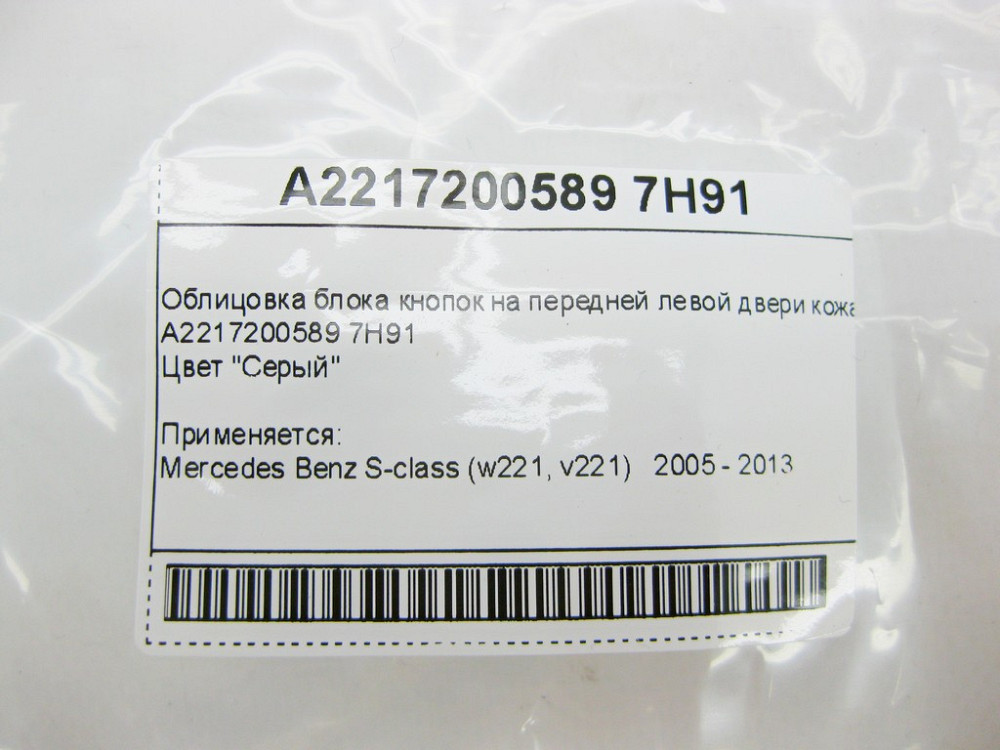 A2217200589 7H91
Облицовка блока кнопок на передней левой двери кожа
A2217200589 7H91
Цвет "Серый"
Применяется:
Mercedes Benz S-class (w221, v221) 2005 - 2013